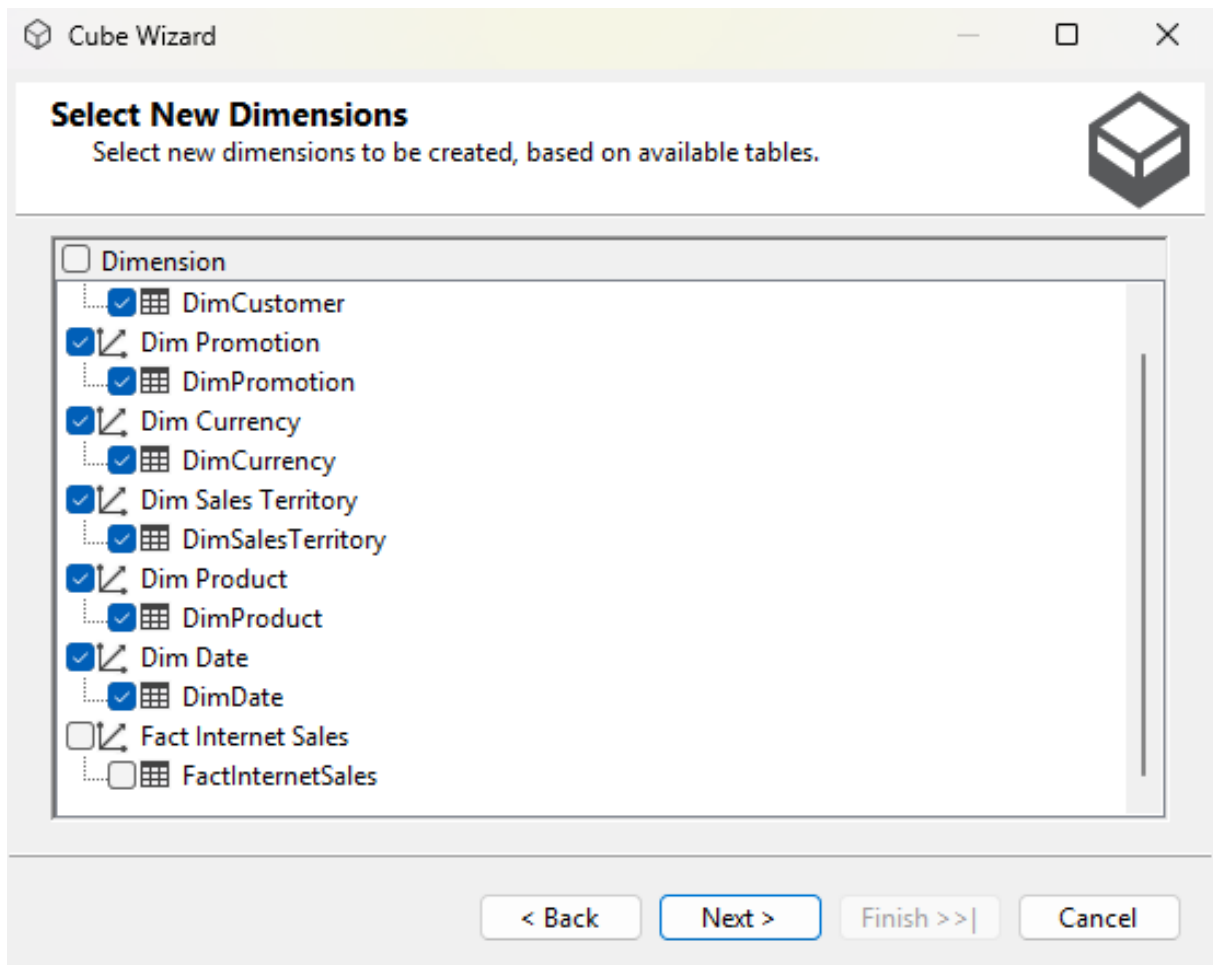 Cube Wizard
Select New Dimensions
Select new dimensions to be created, based on available tables.
Dimension
DimCustomer
Dim Promotion
DimPromotion
Dim Currency
DimCurrency
Dim Sales Territory
DimSalesTerritory
Dim Product
DimProduct
Dim Date
DimDate
Fact Internet Sales
FactInternetSales
< Back Next > Finish >>| Cancel